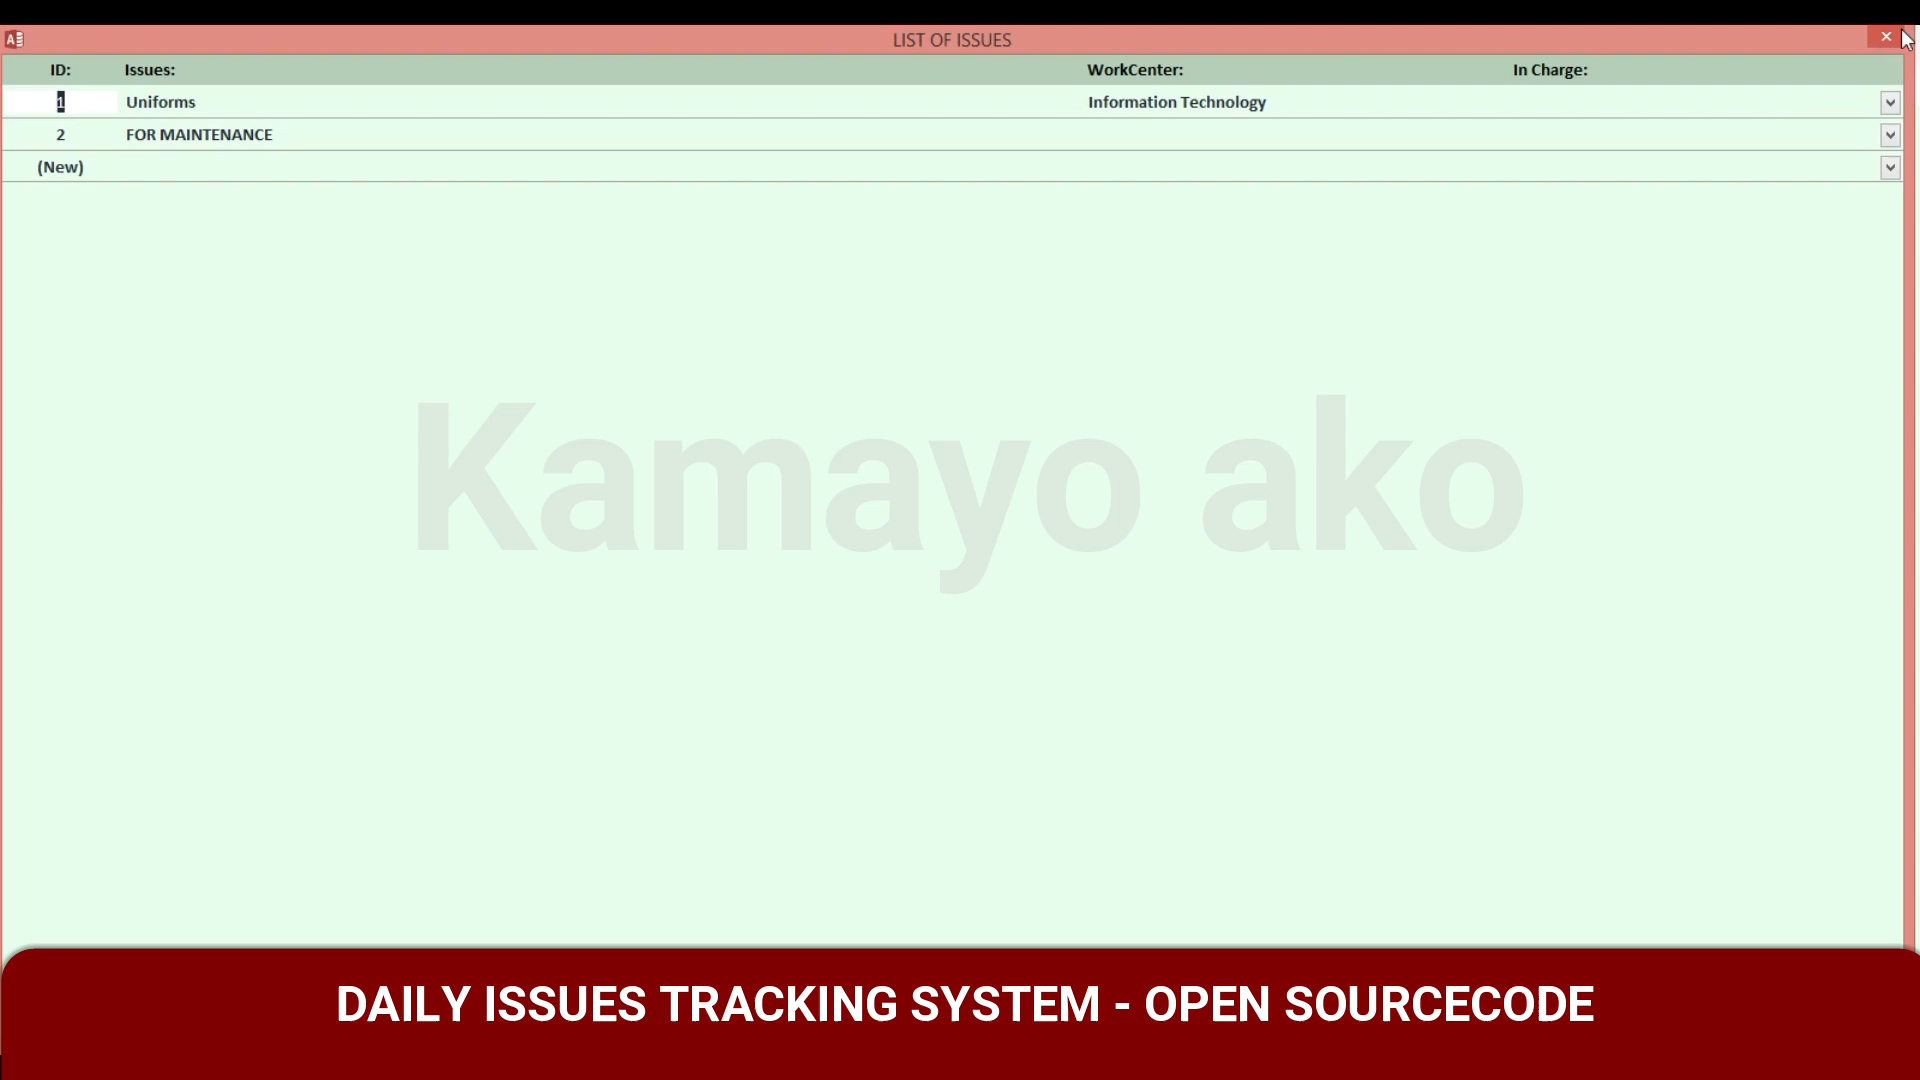 LIST OF ISSUES
ID: Issues: WorkCenter: In Charge:
1 Uniforms Information Technology
2 FOR MAINTENANCE
(New)
Kamayo ako
DAILY ISSUES TRACKING SYSTEM - OPEN SOURCECODE